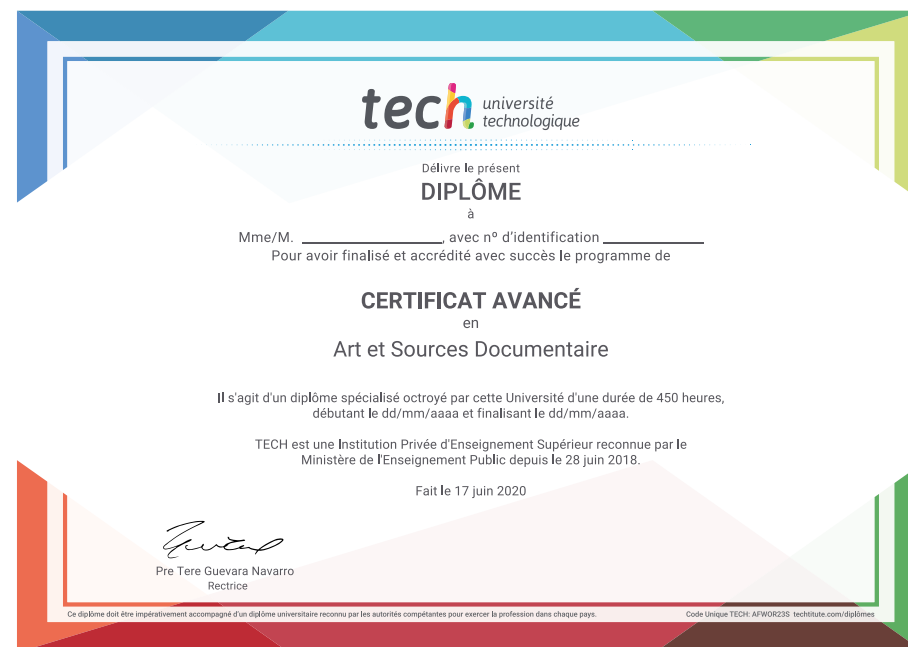 tech université
technologique
Délivre le présent
DIPLÔME
à
Mme/M. ____________________, avec nº d'identification ______________
Pour avoir finalisé et accrédité avec succès le programme de
CERTIFICAT AVANCÉ
en
Art et Sources Documentaire
Il s'agit d'un diplôme spécialisé octroyé par cette Université d'une durée de 450 heures,
débutant le dd/mm/aaaa et finalisant le dd/mm/aaaa.
TECH est une Institution Privée d'Enseignement Supérieur reconnue par le
Ministère de l'Enseignement Public depuis le 28 juin 2018.
Fait le 17 juin 2020
Pre Tere Guevara Navarro
Rectrice
Ce diplôme doit être impérativement accompagné d'un diplôme universitaire reconnu par les autorités compétentes pour exercer la profession dans chaque pays.
Code Unique TECH: AFWOR23S techtitute.com/diplômes